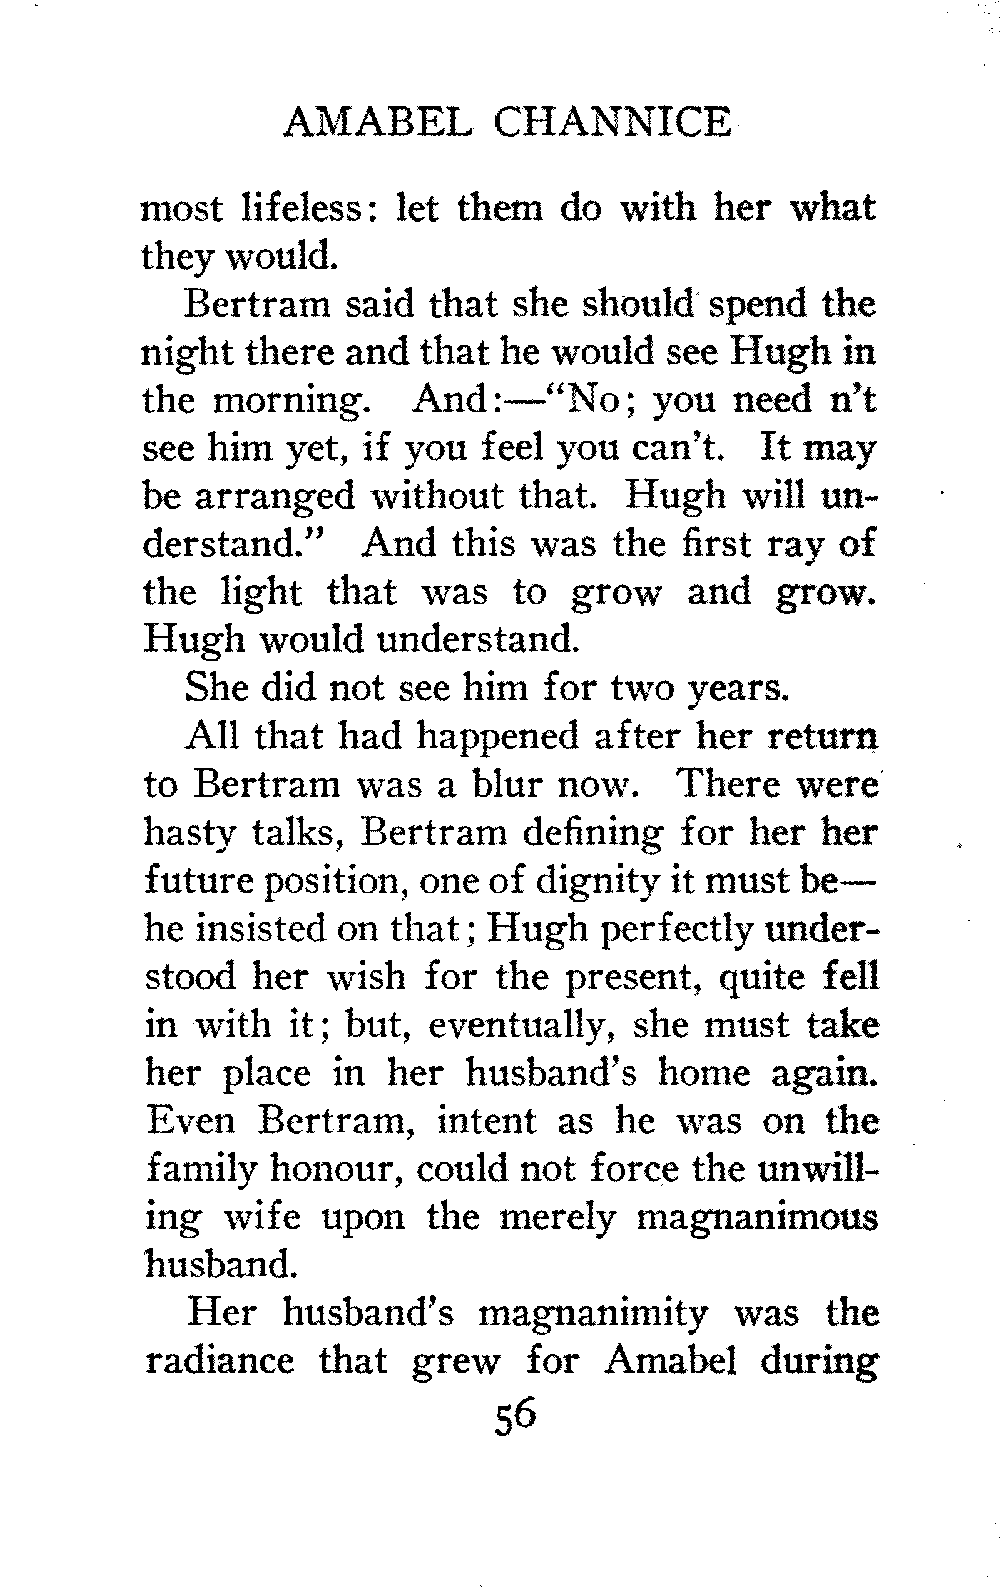 AMABEL CHANNICE
most lifeless: let them do with her what
they would.
Bertram said that she should spend the
night there and that he would see Hugh in
the morning. And:—“No; you need n’t
see him yet, if you feel you can’t. It may
be arranged without that. Hugh will un-
derstand.” And this was the first ray of
the light that was to grow and grow.
Hugh would understand.
She did not see him for two years.
All that had happened after her return
to Bertram was a blur now. There were
hasty talks, Bertram defining for her her
future position, one of dignity it must be—
he insisted on that; Hugh perfectly under-
stood her wish for the present, quite fell
in with it; but, eventually, she must take
her place in her husband’s home again.
Even Bertram, intent as he was on the
family honour, could not force the unwill-
ing wife upon the merely magnanimous
husband.
Her husband’s magnanimity was the
radiance that grew for Amabel during
56